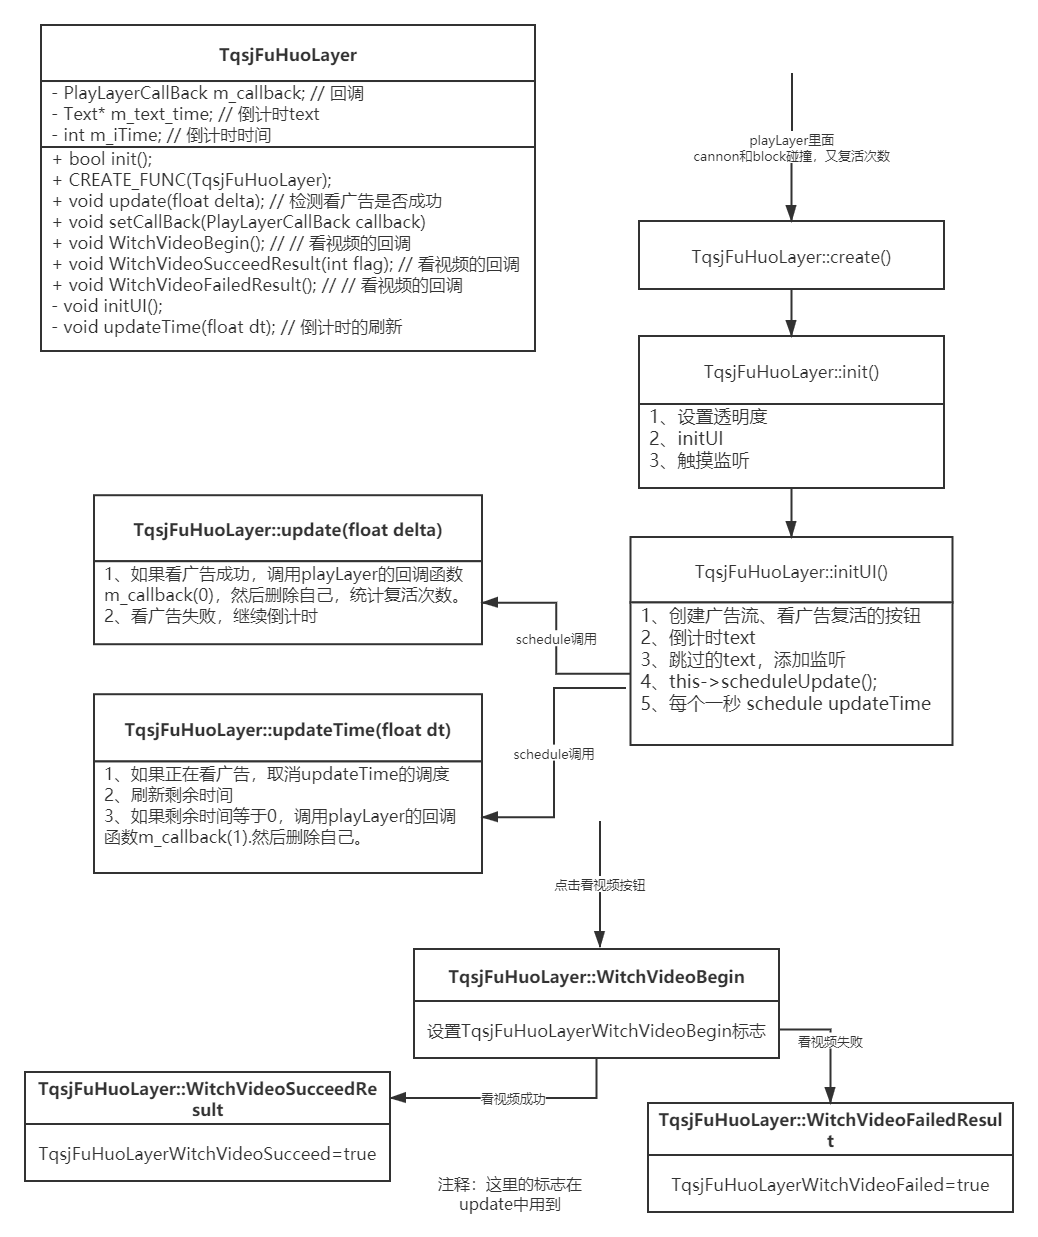 TqsjFuHuoLayer
- PlayLayerCallBack m_callback; // 回调
- Text* m_text_time; // 倒计时text
- int m_iTime; // 倒计时时间
+ bool init();
+ CREATE_FUNC(TqsjFuHuoLayer);
+ void update(float delta); // 检测看广告是否成功
+ void setCallBack(PlayLayerCallBack callback)
+ void WitchVideoBegin(); // // 看视频的回调
+ void WitchVideoSucceedResult(int flag); // 看视频的回调
+ void WitchVideoFailedResult(); // // 看视频的回调
- void initUI();
- void updateTime(float dt); // 倒计时的刷新
playLayer里面
cannon和block碰撞，又复活次数
TqsjFuHuoLayer::create()
TqsjFuHuoLayer::init()
1、设置透明度
2、initUI
3、触摸监听
TqsjFuHuoLayer::initUI()
1、创建广告流、看广告复活的按钮
2、倒计时text
3、跳过的text，添加监听
4、this->scheduleUpdate();
5、每个一秒 schedule updateTime
TqsjFuHuoLayer::update(float delta)
1、如果看广告成功，调用playLayer的回调函数
m_callback(0)，然后删除自己，统计复活次数。
2、看广告失败，继续倒计时
schedule调用
TqsjFuHuoLayer::updateTime(float dt)
1、如果正在看广告，取消updateTime的调度
2、刷新剩余时间
3、如果剩余时间等于0，调用playLayer的回调
函数m_callback(1).然后删除自己。
schedule调用
点击看视频按钮
TqsjFuHuoLayer::WitchVideoBegin
设置TqsjFuHuoLayerWitchVideoBegin标志
看视频失败
看视频成功
TqsjFuHuoLayer::WitchVideoSucceedRe
sult
TqsjFuHuoLayerWitchVideoSucceed=true
TqsjFuHuoLayer::WitchVideoFailedResul
t
TqsjFuHuoLayerWitchVideoFailed=true
注释：这里的标志在
update中用到